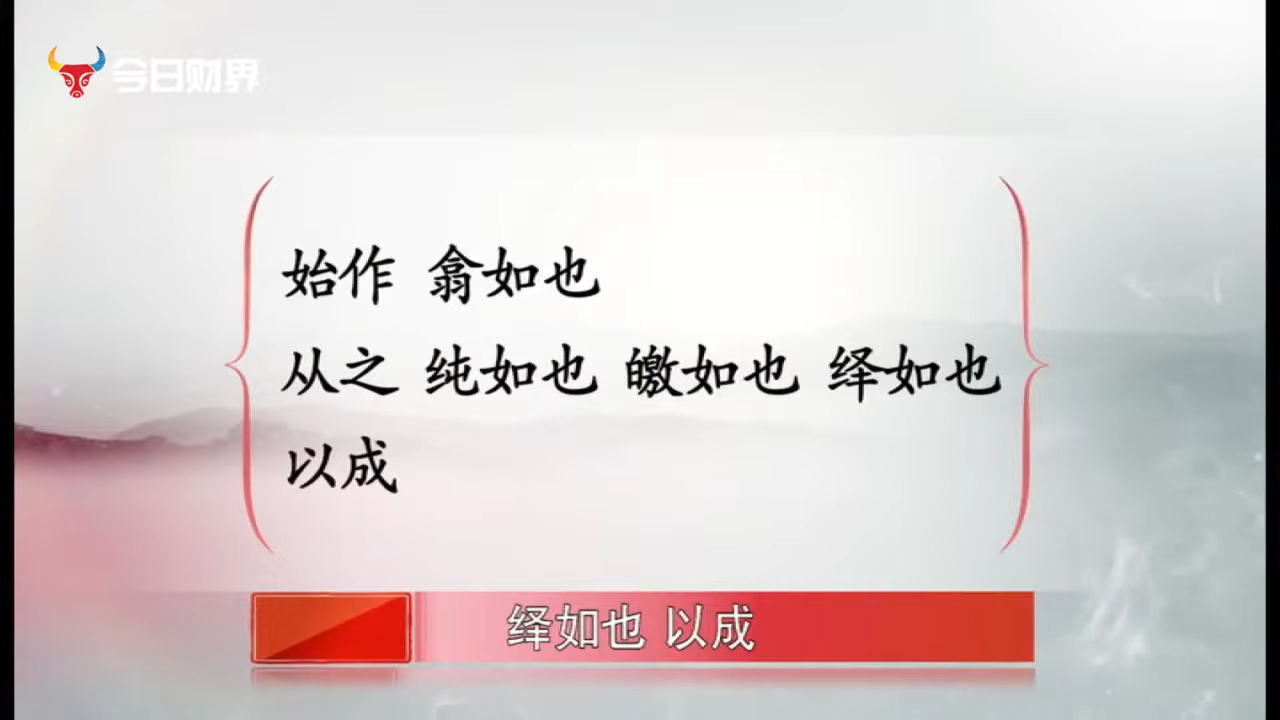 今日财界
始作 翕如也
从之 纯如也 皦如也 绎如也
以成
绎如也 以成